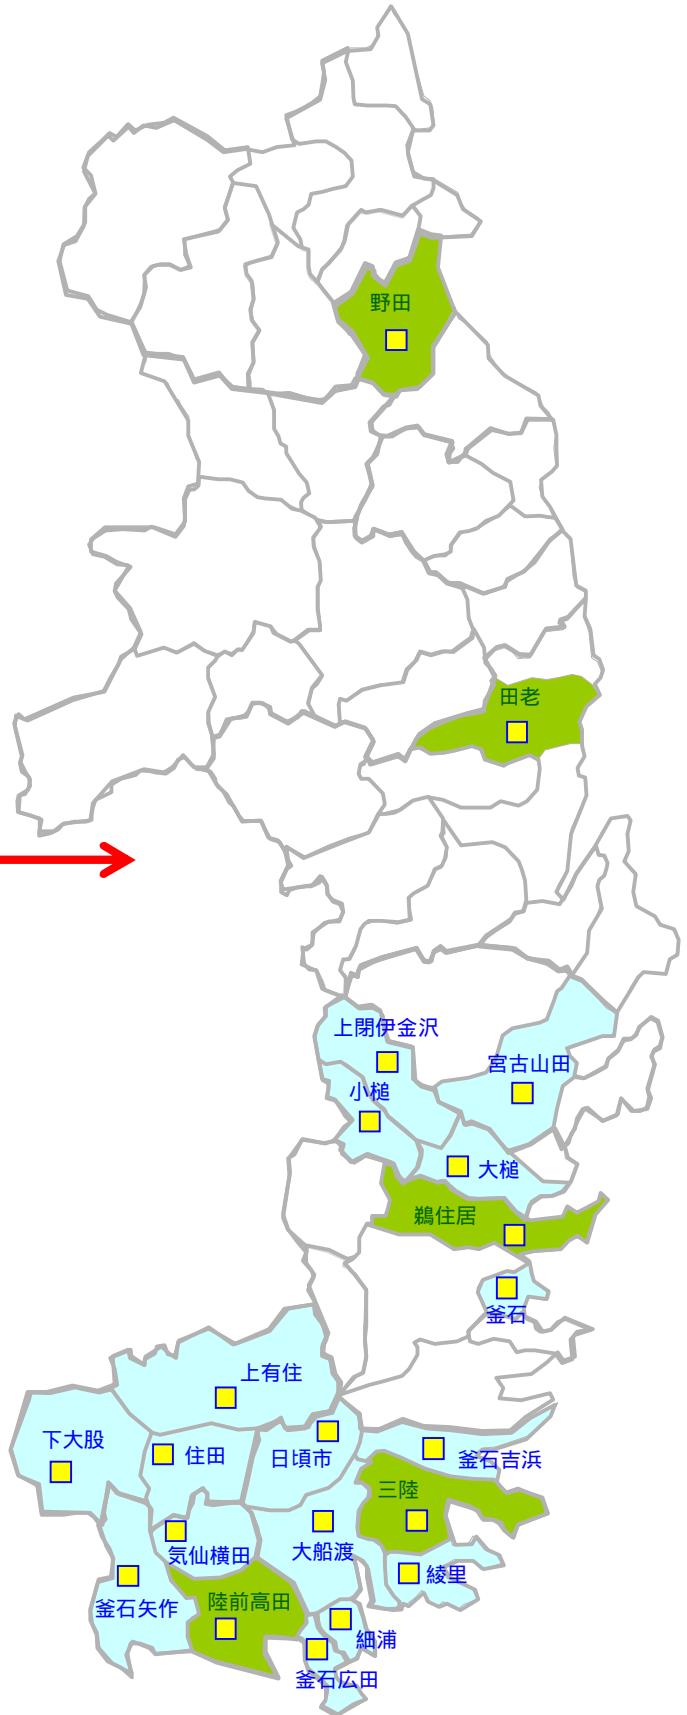 野田
田老
上閉伊金沢
宮古山田
小槌
大槌
鵜住居
釜石
上有住
下大股
住田
日頃市
釜石吉浜
三陸
気仙横田
大船渡
綾里
陸前高田
釜石矢作
細浦
釜石広田